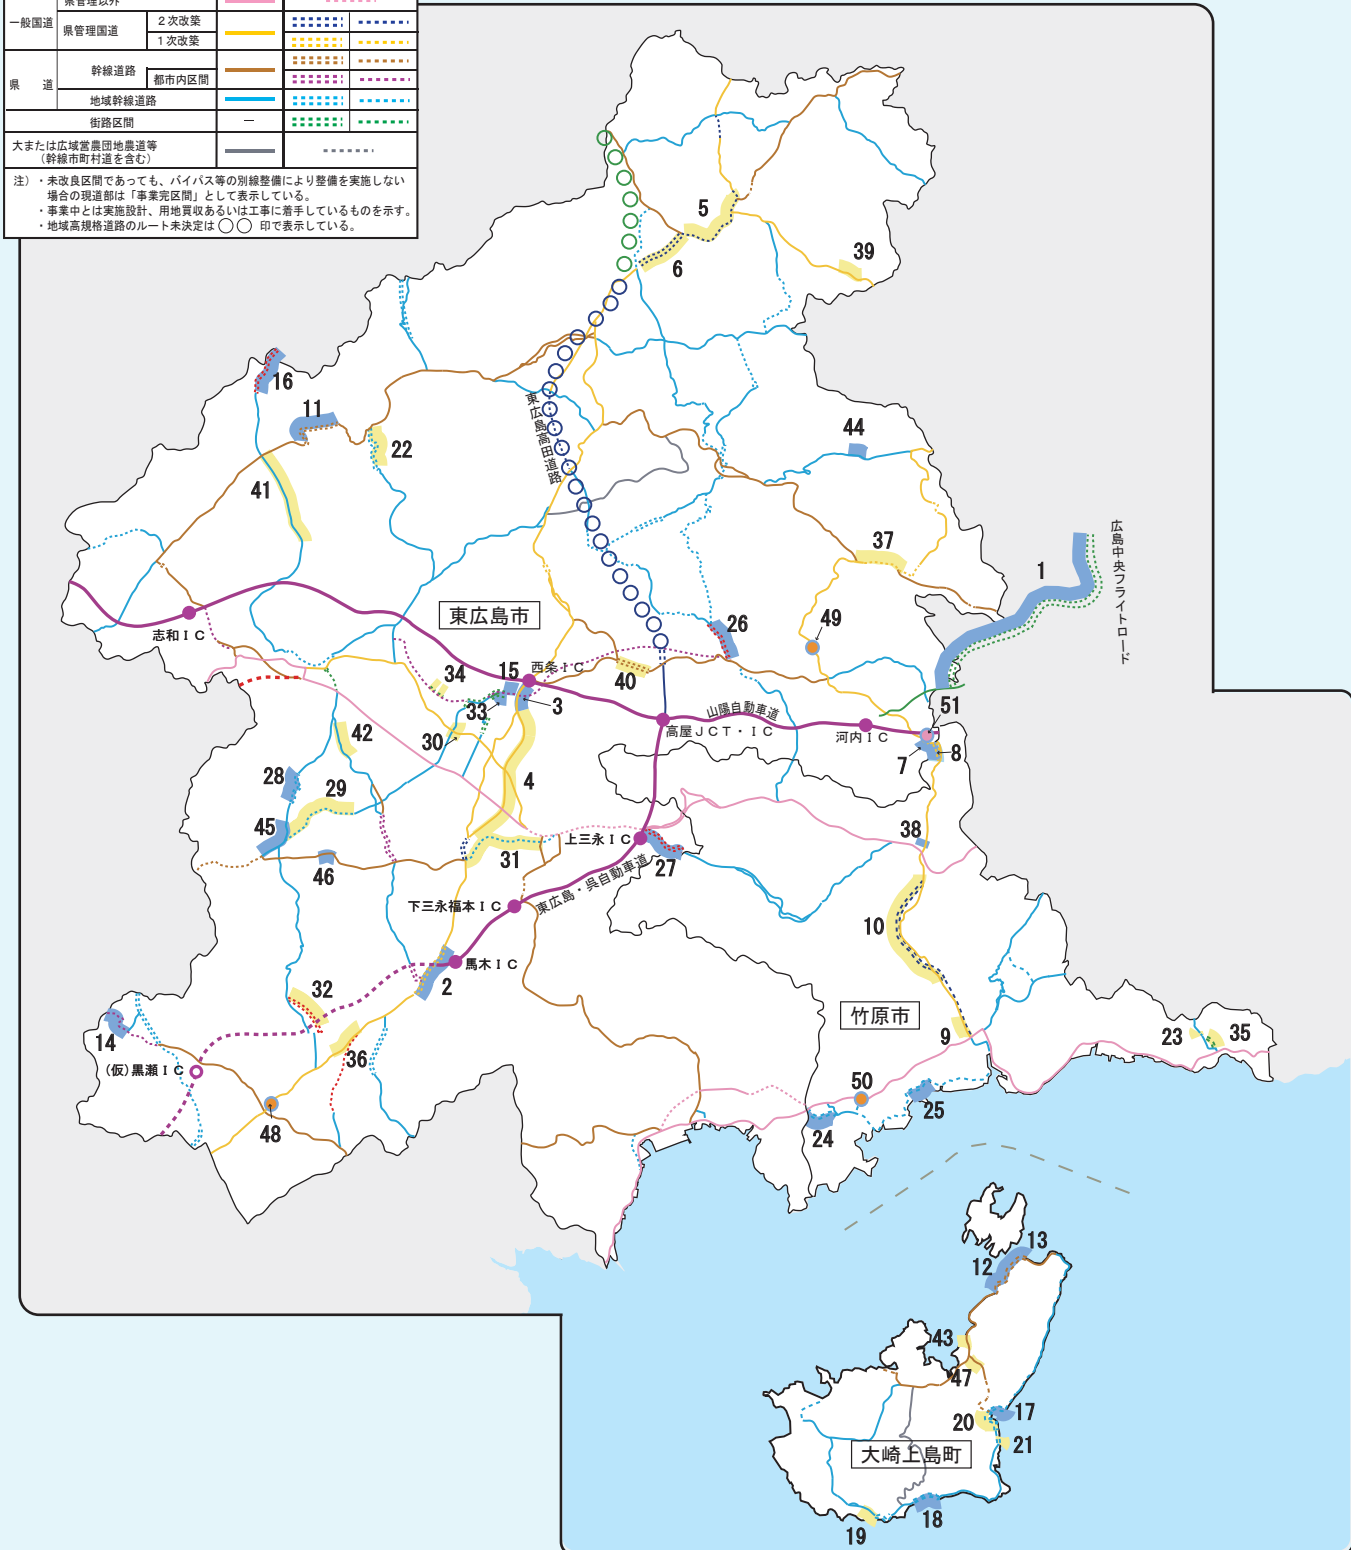 県管理以外
一般国道
県管理国道
２次改築
１次改築
県　道
幹線道路
都市内区間
地域幹線道路
街路区間
―
大または広域営農団地農道等
（幹線市町村道を含む）
注）・未改良区間であっても、バイパス等の別線整備により整備を実施しない
場合の現道部は「事業完区間」として表示している。
・事業中とは実施設計、用地買収あるいは工事に着手しているものを示す。
・地域高規格道路のルート未決定は○○ 印で表示している。
5
6
39
16
11
22
41
東広島高田道路
44
37
1
広島中央フライトロード
志和ＩＣ
東広島市
26
49
34
15
西条ＩＣ
40
33
3
30
42
山陽自動車道
51
高屋ＪＣＴ・ＩＣ
河内ＩＣ
7
8
28
29
4
45
46
31
上三永ＩＣ
27
38
東広島・呉自動車道
下三永福本ＩＣ
10
馬木ＩＣ
2
32
36
14
（仮）黒瀬ＩＣ
48
竹原市
9
23
35
50
24
25
13
12
43
47
17
20
21
大崎上島町
19
18